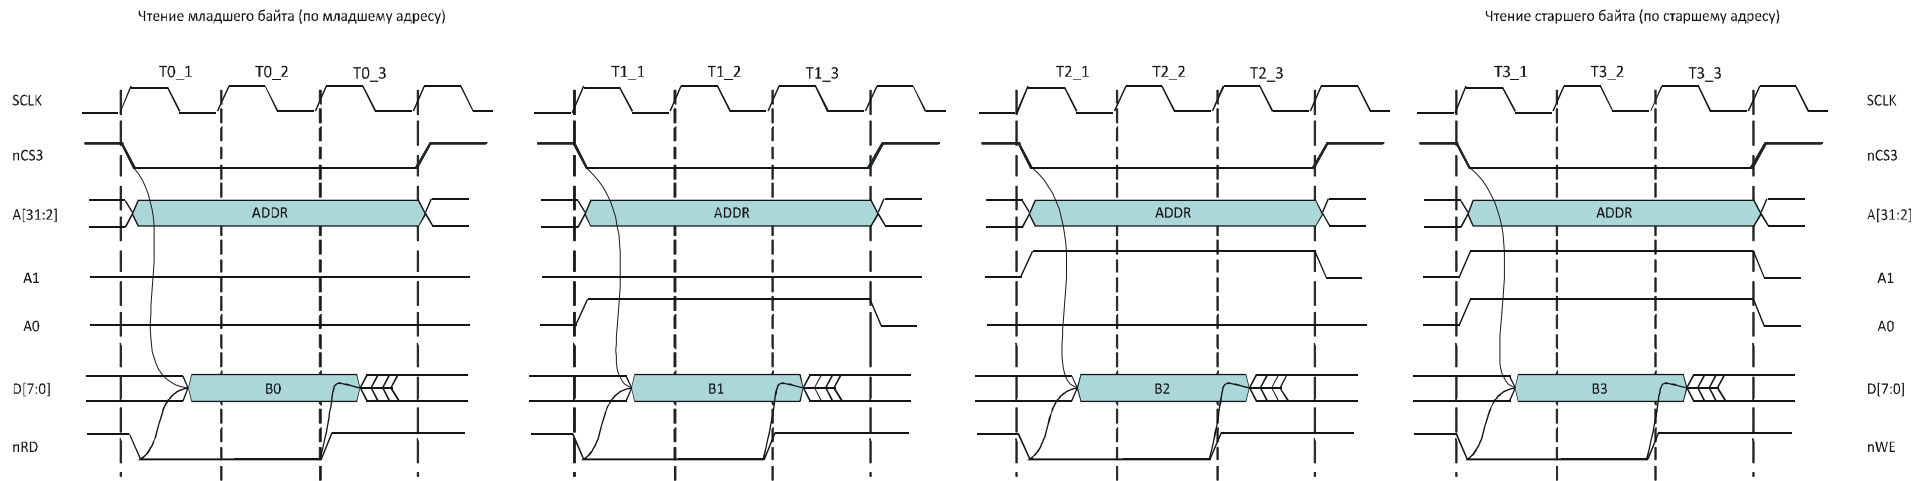 Чтение младшего байта (по младшему адресу)
Чтение старшего байта (по старшему адресу)
T0_1 T0_2 T0_3 T1_1 T1_2 T1_3 T2_1 T2_2 T2_3 T3_1 T3_2 T3_3
SCLK SCLK
nCS3 nCS3
A[31:2] ADDR ADDR ADDR ADDR A[31:2]
A1 A1
A0 A0
D[7:0] B0 B1 B2 B3 D[7:0]
nRD nWE